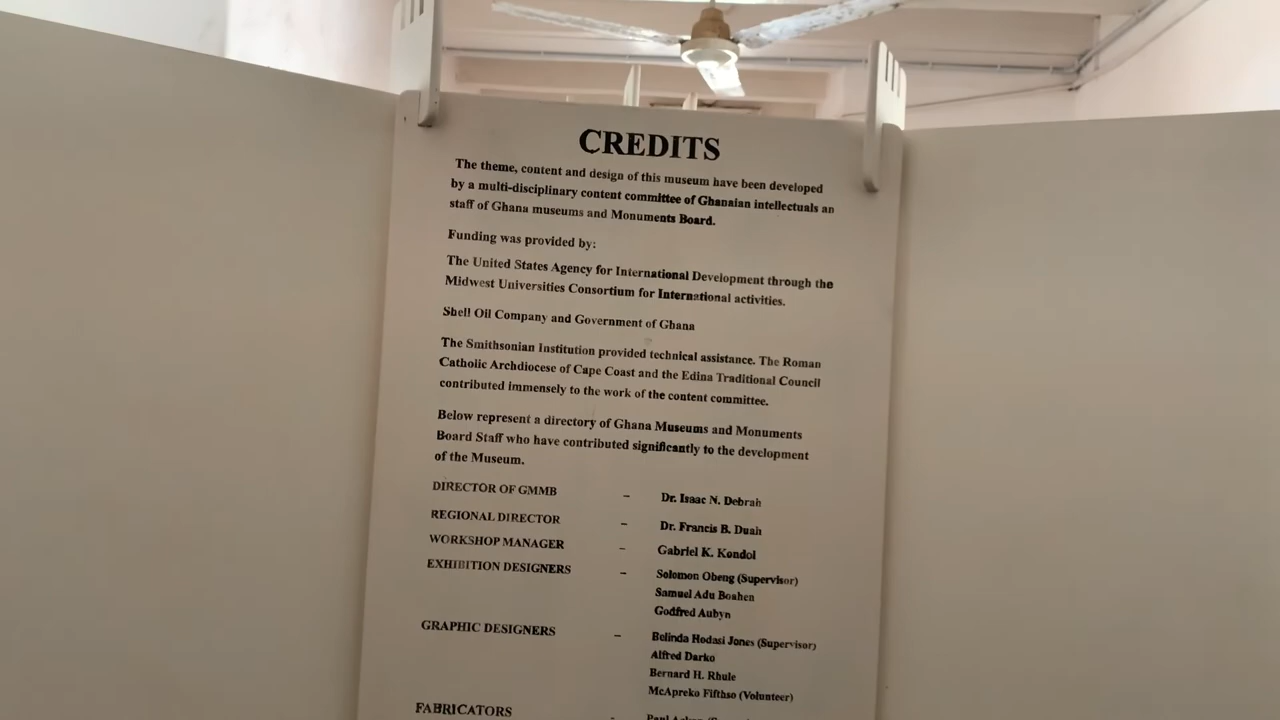 CREDITS
The theme, content and design of this museum have been developed
by a multi-disciplinary content committee of Ghanaian intellectuals an
staff of Ghana museums and Monuments Board.
Funding was provided by:
The United States Agency for International Development through the
Midwest Universities Consortium for International activities.
Shell Oil Company and Government of Ghana
The Smithsonian Institution provided technical assistance. The Roman
Catholic Archdiocese of Cape Coast and the Edina Traditional Council
contributed immensely to the work of the content committee.
Below represent a directory of Ghana Museums and Monuments
Board Staff who have contributed significantly to the development
of the Museum.
DIRECTOR OF GMMB – Dr. Isaac N. Debrah
REGIONAL DIRECTOR – Dr. Francis B. Duah
WORKSHOP MANAGER – Gabriel K. Kondol
EXHIBITION DESIGNERS – Solomon Obeng (Supervisor)
Samuel Adu Boahen
Godfred Aubyn
GRAPHIC DESIGNERS – Belinda Hodasi Jones (Supervisor)
Alfred Darko
Bernard H. Rhule
McApreko Fifthso (Volunteer)
FABRICATORS –